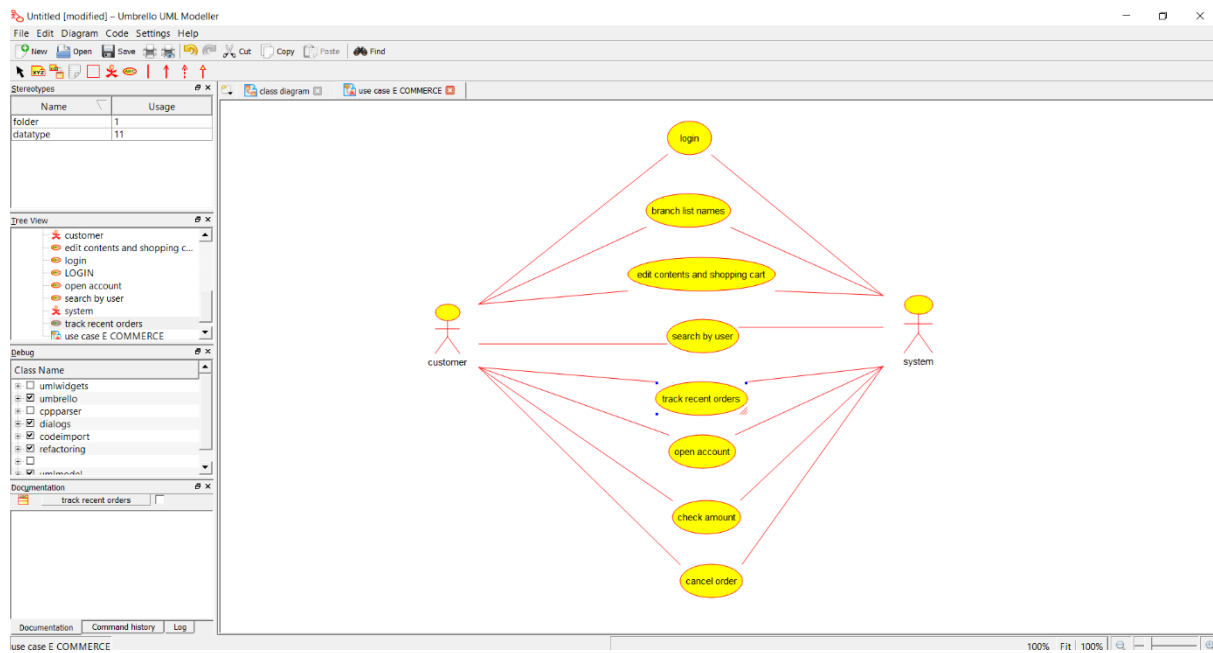 Untitled [modified] – Umbrello UML Modeller
File Edit Diagram Code Settings Help
New Open Save Cut Copy Paste Find
Stereotypes
Name Usage
folder 1
datatype 11
Tree View
customer
edit contents and shopping c...
login
LOGIN
open account
search by user
system
track recent orders
use case E COMMERCE
Debug
Class Name
umlwidgets
umbrello
cppparser
dialogs
codeimport
refactoring
umlmodel
Documentation
track recent orders
Documentation Command history Log
use case E COMMERCE
class diagram use case E COMMERCE
login
branch list names
edit contents and shopping cart
search by user
customer
system
track recent orders
open account
check amount
cancel order
100% Fit 100%